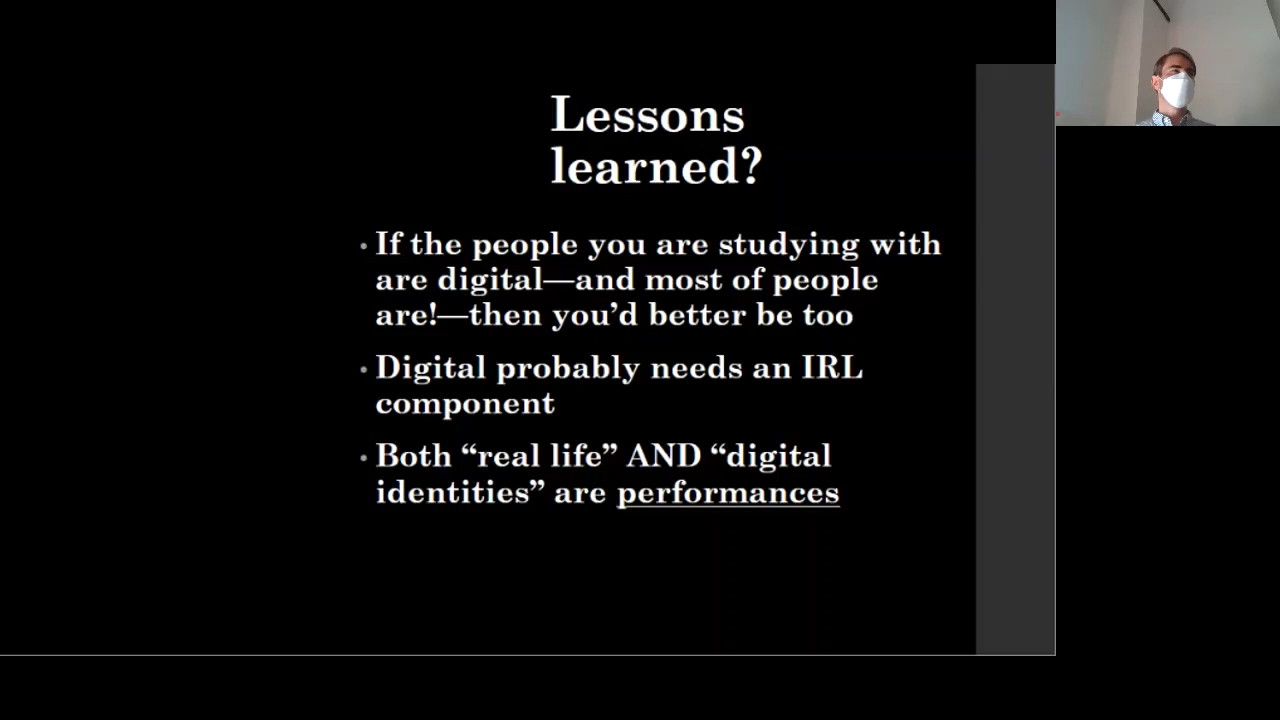 Lessons
learned?
• If the people you are studying with
are digital—and most of people
are!—then you’d better be too
• Digital probably needs an IRL
component
• Both “real life” AND “digital
identities” are performances